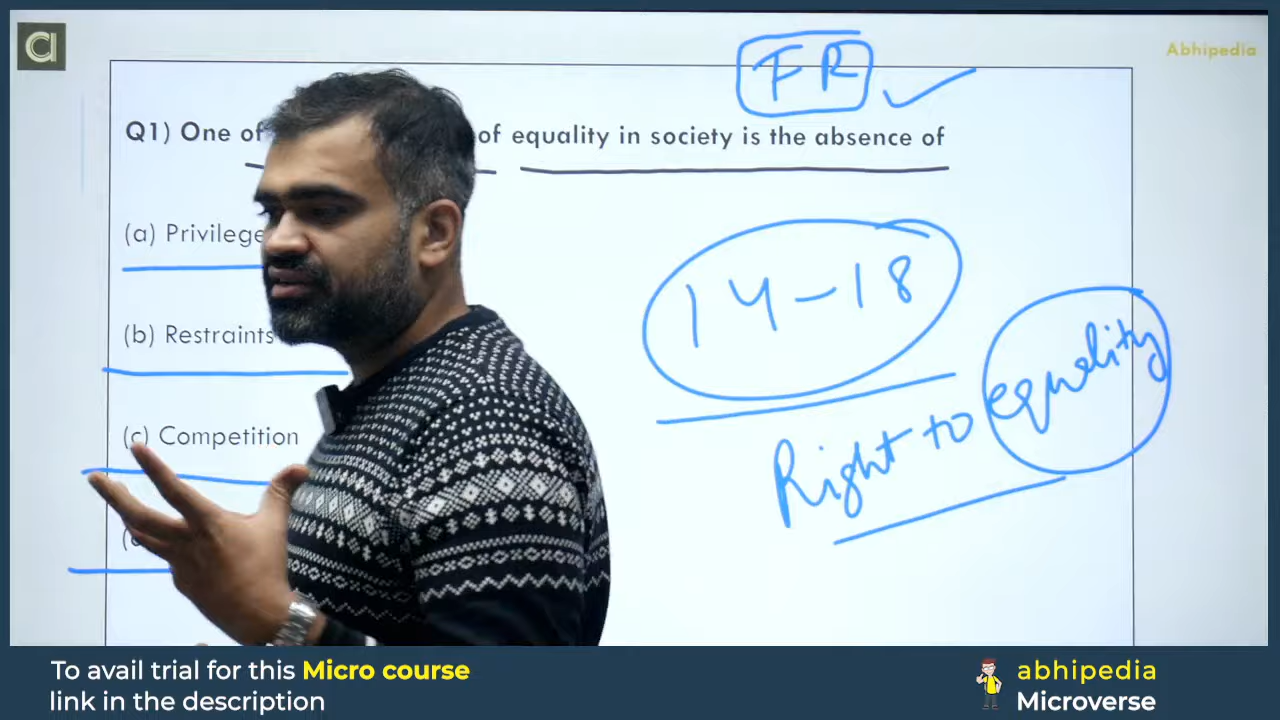 Abhipedia
FR
Q1) One of of equality in society is the absence of
(a) Privilege
14-18
(b) Restraints
equality
Right to
(c) Competition
To avail trial for this Micro course
link in the description
abhipedia
Microverse